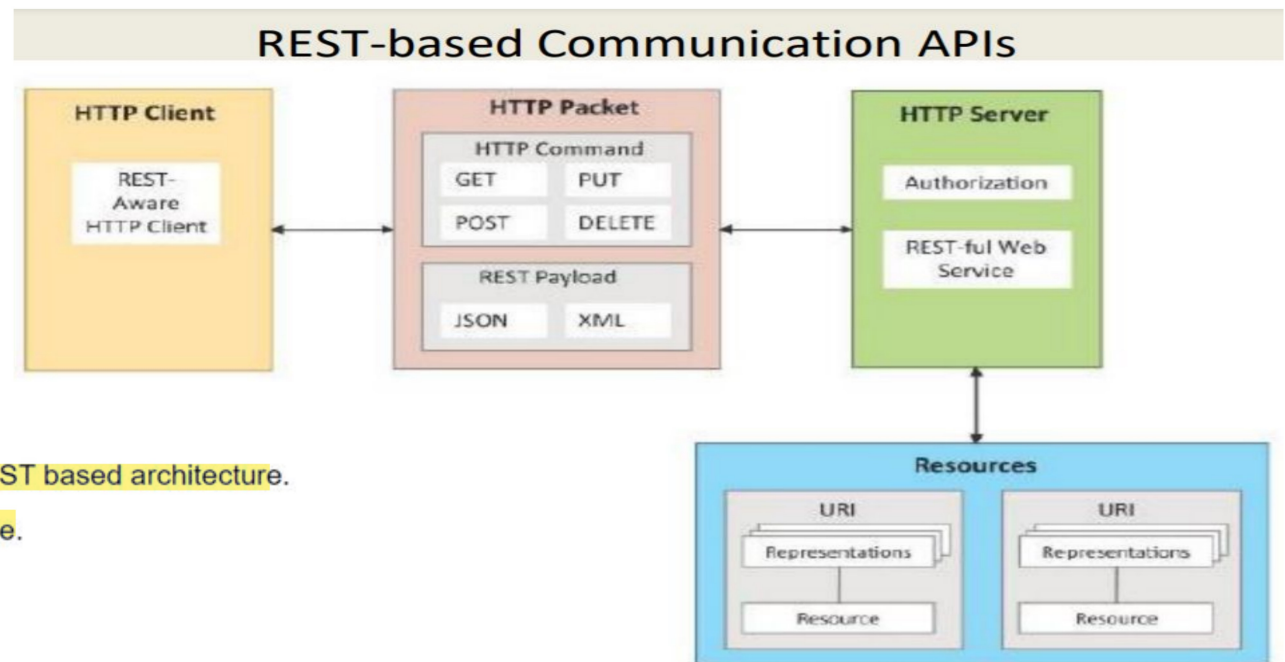 REST-based Communication APIs
HTTP Client
REST-
Aware
HTTP Client
HTTP Packet
HTTP Command
GET
PUT
POST
DELETE
REST Payload
JSON
XML
HTTP Server
Authorization
REST-ful Web
Service
ST based architecture.
e.
Resources
URI
Representations
Resource
URI
Representations
Resource